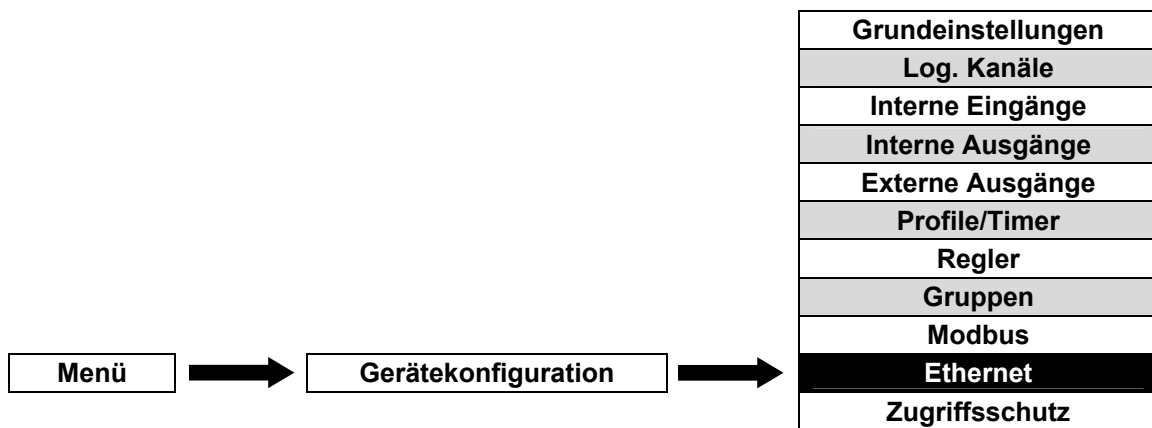 Grundeinstellungen
Log. Kanäle
Interne Eingänge
Interne Ausgänge
Externe Ausgänge
Profile/Timer
Regler
Gruppen
Modbus
Menü Gerätekonfiguration Ethernet
Zugriffsschutz